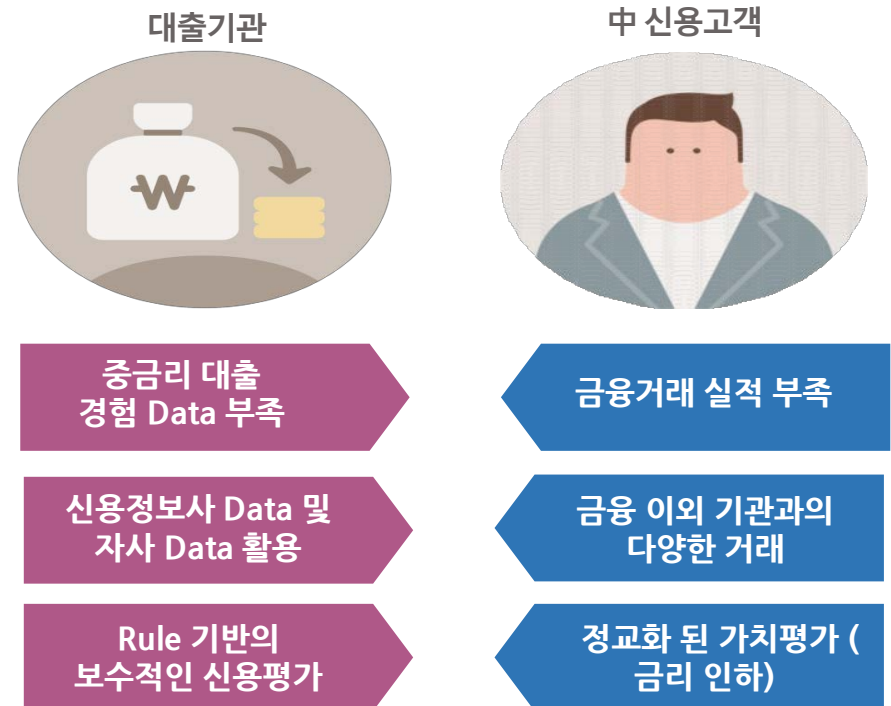 대출기관
中 신용고객
₩
중금리 대출
경험 Data 부족
금융거래 실적 부족
신용정보사 Data 및
자사 Data 활용
금융 이외 기관과의
다양한 거래
Rule 기반의
보수적인 신용평가
정교화 된 가치평가 (
금리 인하)